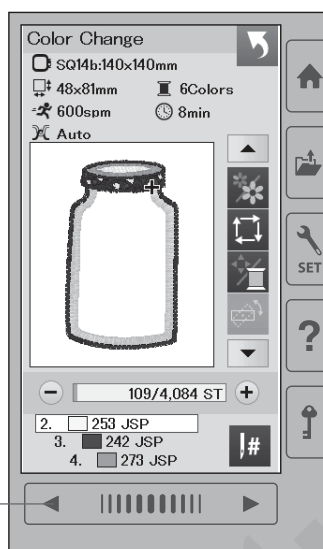 Color Change
SQ14b:140x140mm
48x81mm 6Colors
600spm 8min
Auto
SET
?
109/4,084 ST
2. 253 JSP
3. 242 JSP
4. 273 JSP
#